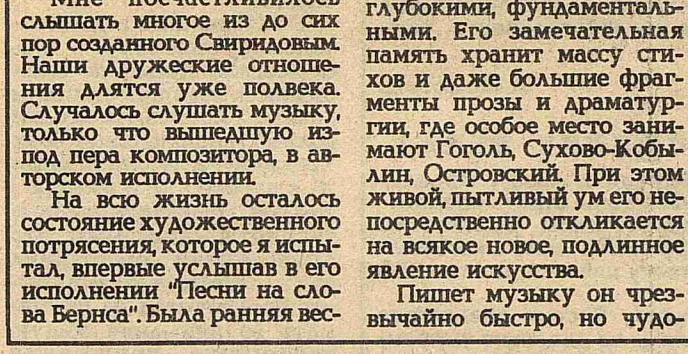 Мне посчастливилось
слышать многое из до сих
пор созданного Свиридовым.
Наши дружеские отноше-
ния длятся уже полвека.
Случалось слушать музыку,
только что вышедшую из-
под пера композитора, в ав-
торском исполнении.
На всю жизнь осталось
состояние художественного
потрясения, которое я испы-
тал, впервые услышав в его
исполнении "Песни на сло-
ва Бернса". Была ранняя вес-
глубокими, фундаменталь-
ными. Его замечательная
память хранит массу сти-
хов и даже большие фраг-
менты прозы и драматур-
гии, где особое место зани-
мают Гоголь, Сухово-Кобы-
лин, Островский. При этом
живой, пытливый ум его не-
посредственно откликается
на всякое новое, подлинное
явление искусства.
Пишет музыку он чрез-
вычайно быстро, но чудо-